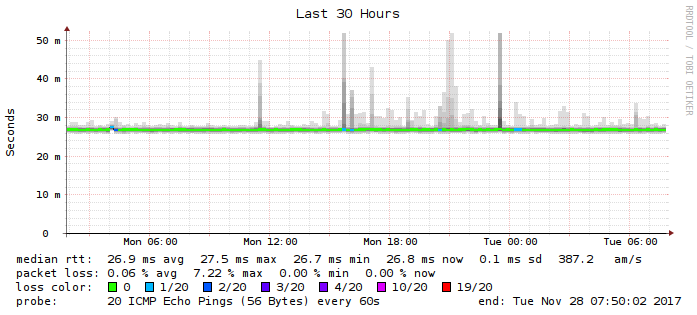 Last 30 Hours
RRDTOOL / TOBI OETIKER
Seconds
50 m
40 m
30 m
20 m
10 m
0
Mon 06:00 Mon 12:00 Mon 18:00 Tue 00:00 Tue 06:00
median rtt: 26.9 ms avg 27.5 ms max 26.7 ms min 26.8 ms now 0.1 ms sd 387.2 am/s
packet loss: 0.06 % avg 7.22 % max 0.00 % min 0.00 % now
loss color: 0 1/20 2/20 3/20 4/20 10/20 19/20
probe: 20 ICMP Echo Pings (56 Bytes) every 60s end: Tue Nov 28 07:50:02 2017